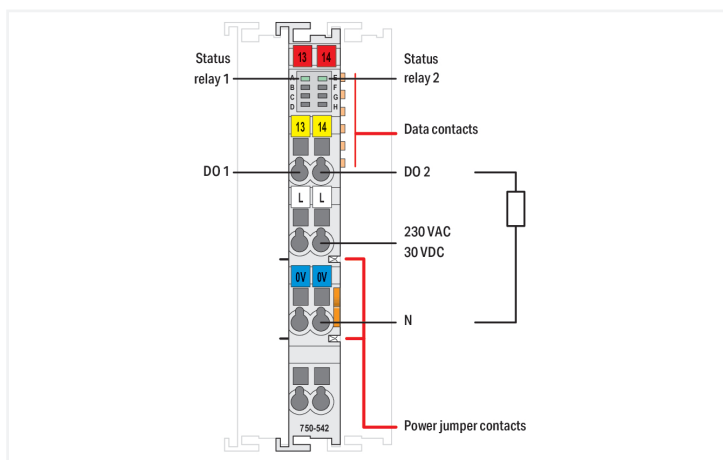 Status
relay 1
13 14
Status
relay 2
A
B
C
D
E
F
G
H
Data contacts
13 14
DO 1
DO 2
L L
230 VAC
30 VDC
0V 0V
N
Power jumper contacts
750-542